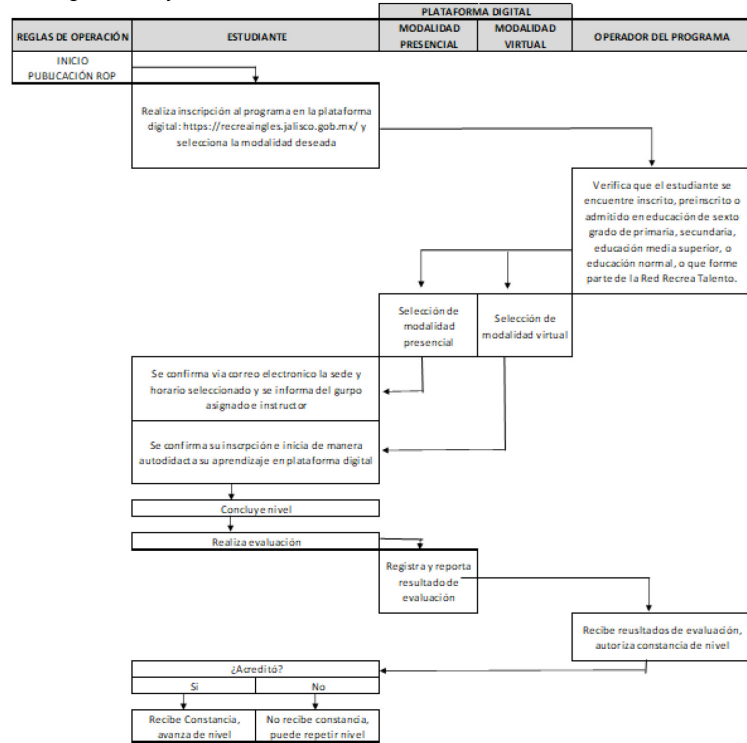 PLATAFORMA DIGITAL
REGLAS DE OPERACIÓN
ESTUDIANTE
MODALIDAD
PRESENCIAL
MODALIDAD
VIRTUAL
OPERADOR DEL PROGRAMA
INICIO
PUBLICACIÓN ROP
Realiza inscripción al programa en la plataforma
digital: https://recreaingles.jalisco.gob.mx/ y
selecciona la modalidad deseada
Verifica que el estudiante se
encuentre inscrito, preinscrito o
admitido en educación de sexto
grado de primaria, secundaria,
educación media superior, o
educación normal, o que forme
parte de la Red Recrea Talento.
Selección de
modalidad
presencial
Selección de
modalidad virtual
Se confirma via correo electronico la sede y
horario seleccionado y se informa del gurpo
asignado e instructor
Se confirma su inscrpción e inicia de manera
autodidacta su aprendizaje en plataforma digital
Concluye nivel
Realiza evaluación
Registra y reporta
resultado de
evaluación
Recibe reusltados de evaluación,
autoriza constancia de nivel
¿Acreditó?
Si
No
Recibe Constancia,
avanza de nivel
No recibe constancia,
puede repetir nivel